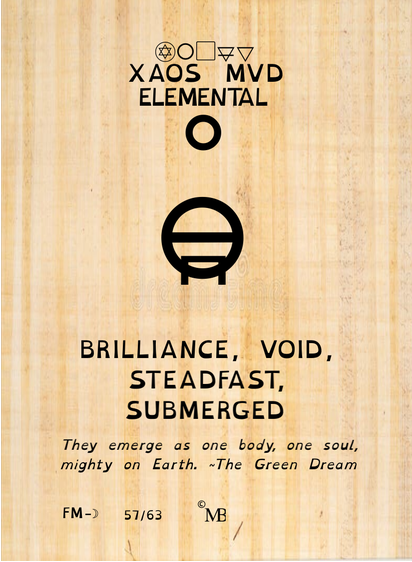 XAOS MVD
ELEMENTAL
BRILLIANCE, VOID,
STEADFAST,
SUBMERGED
They emerge as one body, one soul,
mighty on Earth. ~The Green Dream
FM-☽ 57/63 © MB